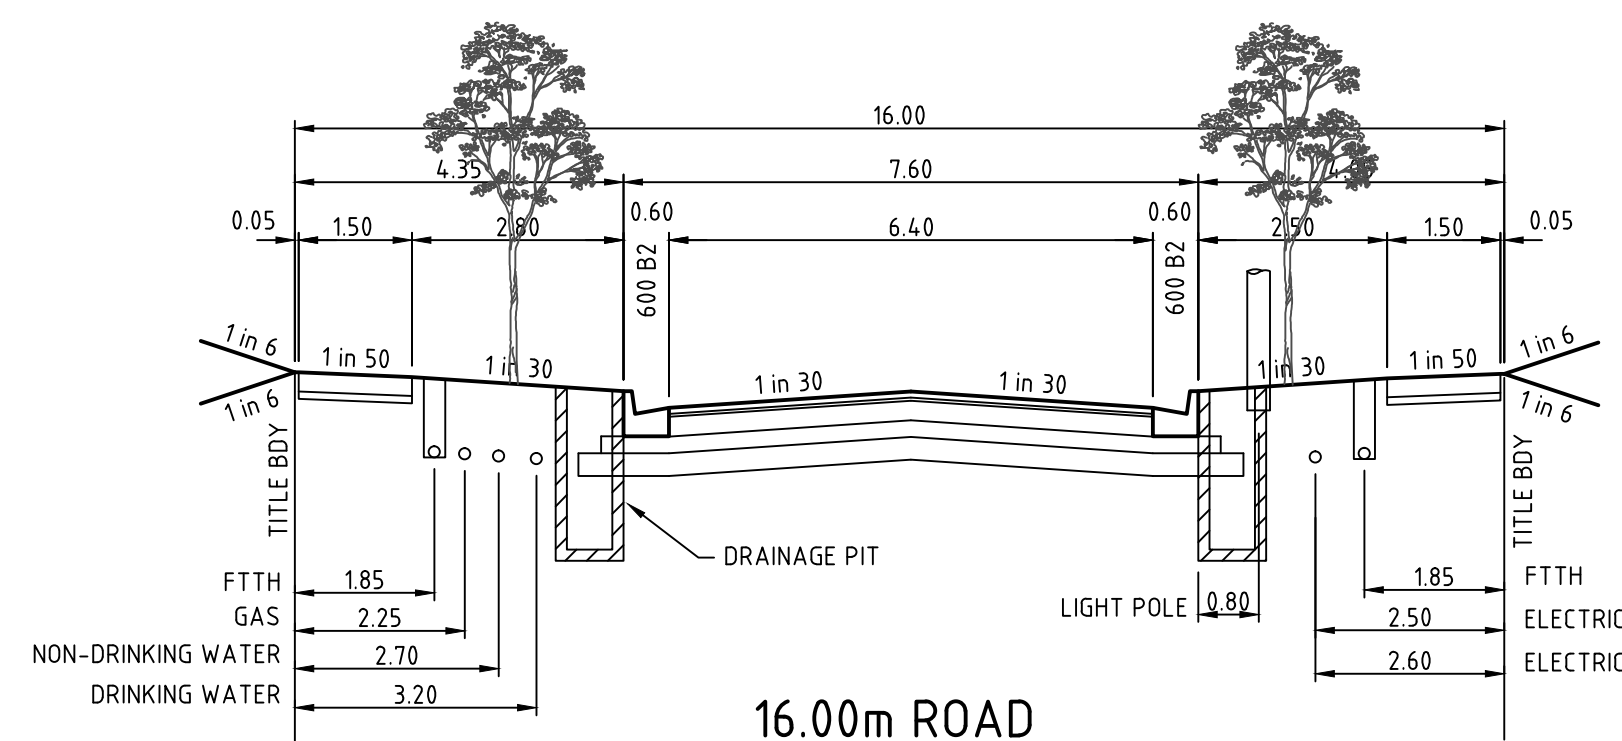 16.00
4.35 7.60
0.05 1.50 2.80 0.60 6.40 0.60 2.50 1.50 0.05
600 B2 600 B2
1 in 6 1 in 50 1 in 30 1 in 30 1 in 30 1 in 30 1 in 50 1 in 6
1 in 6 1 in 6
TITLE BDY TITLE BDY
DRAINAGE PIT
FTTH 1.85 1.85 FTTH
GAS 2.25 LIGHT POLE 0.80 2.50 ELECTRIC
NON-DRINKING WATER 2.70 2.60 ELECTRIC
DRINKING WATER 3.20
16.00m ROAD